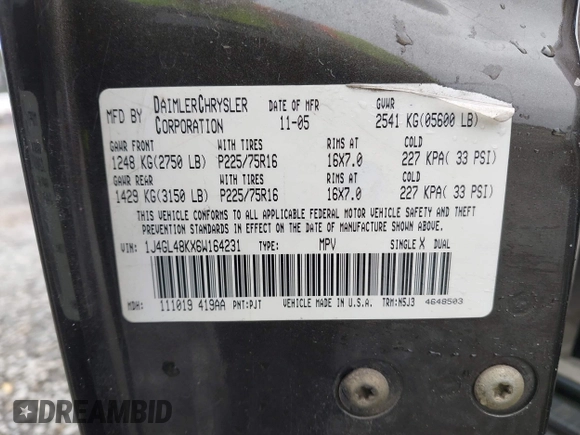 MFD BY DAIMLERCHRYSLER CORPORATION DATE OF MFR 11-05 GVWR 2541 KG(05600 LB)
GAWR FRONT WITH TIRES RIMS AT COLD
1248 KG(2750 LB) P225/75R16 16X7.0 227 KPA( 33 PSI)
GAWR REAR WITH TIRES RIMS AT COLD
1429 KG(3150 LB) P225/75R16 16X7.0 227 KPA( 33 PSI)
THIS VEHICLE CONFORMS TO ALL APPLICABLE FEDERAL MOTOR VEHICLE SAFETY AND THEFT
PREVENTION STANDARDS IN EFFECT ON THE DATE OF MANUFACTURE SHOWN ABOVE.
VIN: 1J4GL48KX6W164231 TYPE: MPV SINGLE X DUAL
MDH: 111019 419AA PNT:PJT VEHICLE MADE IN U.S.A. TRM:N5J3 4648503
DREAMBID